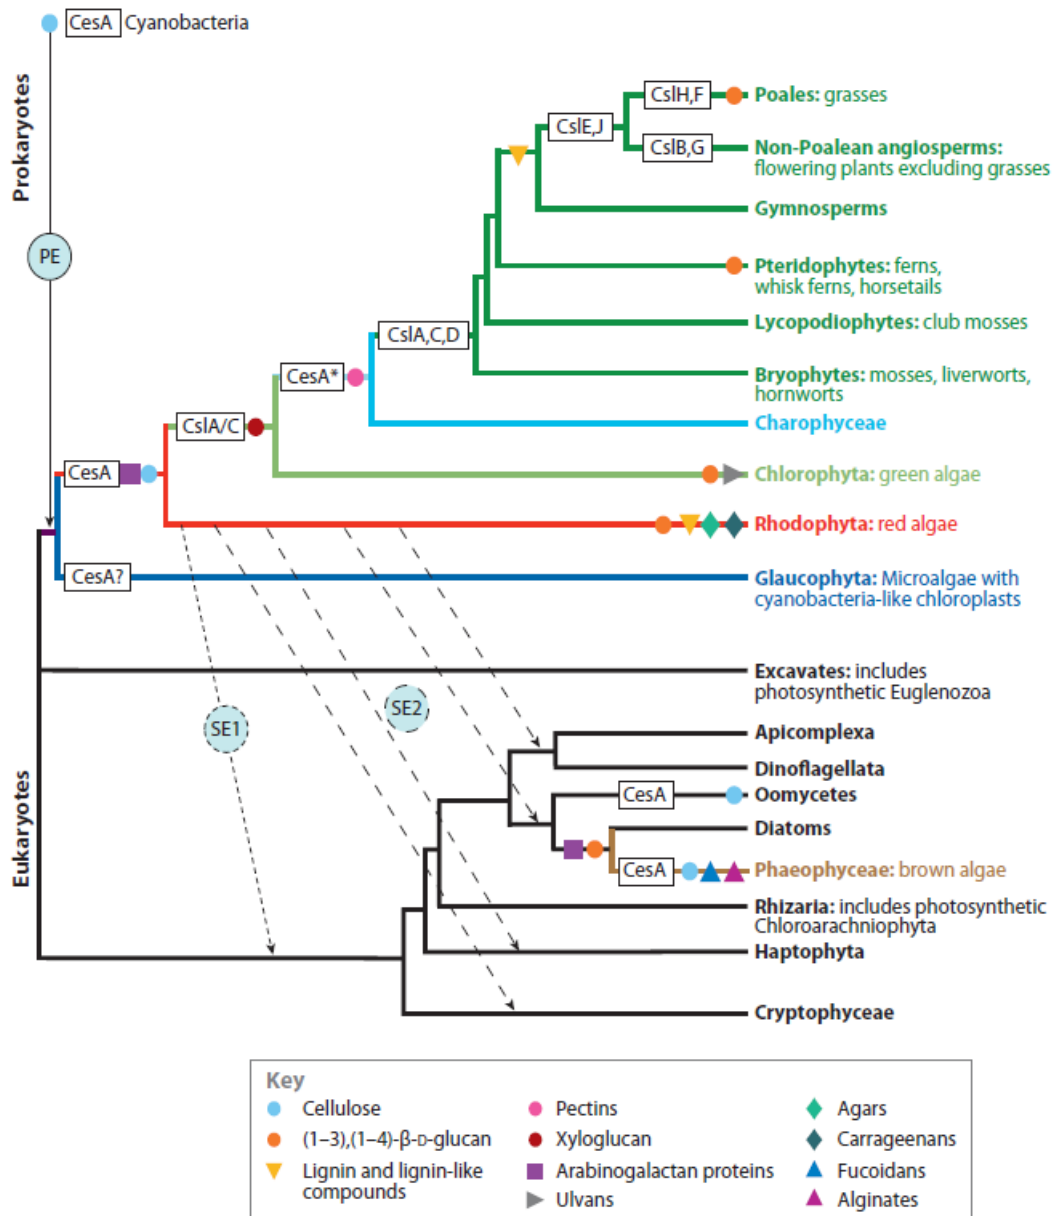 CesA Cyanobacteria
Prokaryotes
PE
CslH,F
Poales: grasses
CslE,J
CslB,G
Non-Poalean angiosperms:
flowering plants excluding grasses
Gymnosperms
Pteridophytes: ferns,
whisk ferns, horsetails
CslA,C,D
Lycopodiophytes: club mosses
CesA*
Bryophytes: mosses, liverworts,
hornworts
CslA/C
Charophyceae
CesA
Chlorophyta: green algae
Rhodophyta: red algae
CesA?
Glaucophyta: Microalgae with
cyanobacteria-like chloroplasts
Excavates: includes
photosynthetic Euglenozoa
SE1
SE2
Eukaryotes
Apicomplexa
Dinoflagellata
CesA
Oomycetes
Diatoms
CesA
Phaeophyceae: brown algae
Rhizaria: includes photosynthetic
Chloroarachniophyta
Haptophyta
Cryptophyceae
Key
Cellulose
(1–3),(1–4)-β-D-glucan
Lignin and lignin-like
compounds
Pectins
Xyloglucan
Arabinogalactan proteins
Ulvans
Agars
Carrageenans
Fucoidans
Alginates